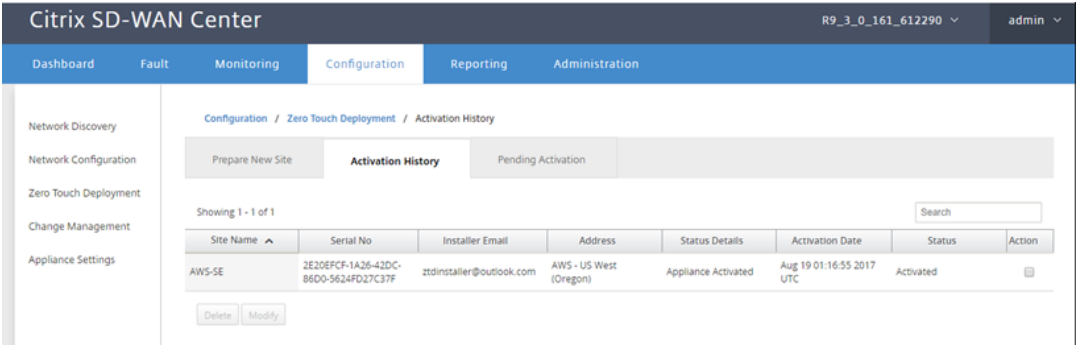 Citrix SD-WAN Center
R9_3_0_161_612290
admin
Dashboard Fault Monitoring Configuration Reporting Administration
Network Discovery
Network Configuration
Zero Touch Deployment
Change Management
Appliance Settings
Configuration / Zero Touch Deployment / Activation History
Prepare New Site Activation History Pending Activation
Showing 1 - 1 of 1
Search
Site Name Serial No Installer Email Address Status Details Activation Date Status Action
AWS-SE
2E20EFCF-1A26-42DC-
86D0-5624FD27C37F
ztdinstaller@outlook.com
AWS - US West
(Oregon)
Appliance Activated
Aug 19 01:16:55 2017
UTC
Activated
Delete Modify